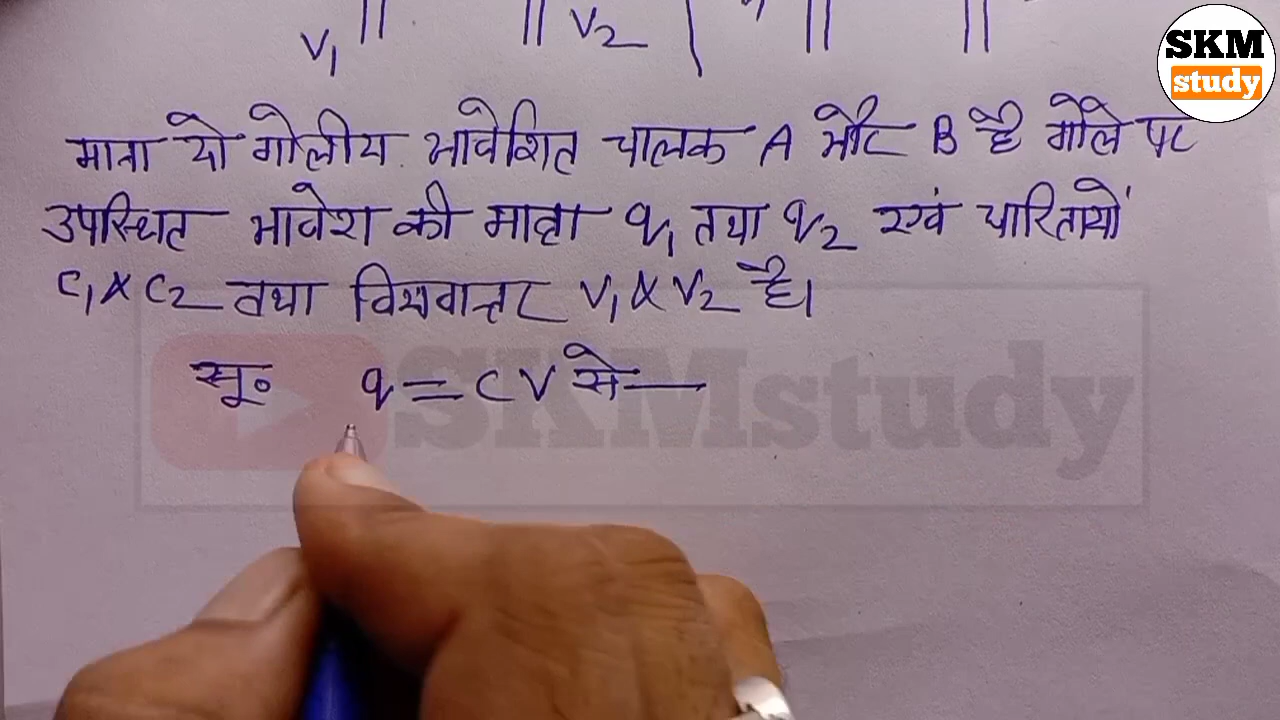 V₁ V₂
SKM
study
माना दो गोलीय आवेशित चालक A और B है गोले पर
उपस्थित आवेश की मात्रा q₁ तथा q₂ एवं धारितायों
C₁ & C₂ तथा विभवान्तर V₁ & V₂ है।
सू० q = CV से —
SKMstudy